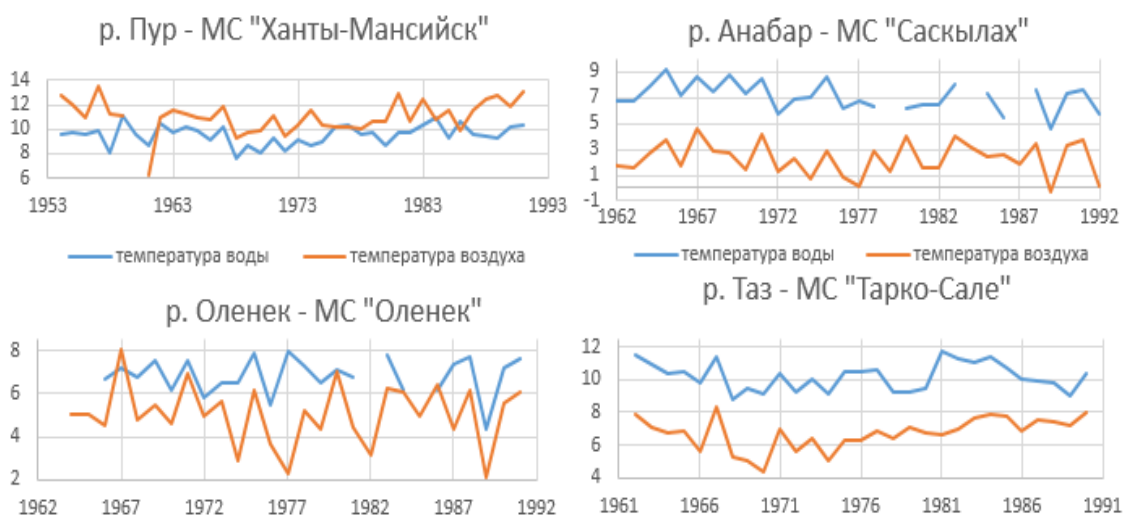 р. Пур - МС "Ханты-Мансийск"
14
12
10
8
6
1953 1963 1973 1983 1993
температура воды температура воздуха
р. Анабар - МС "Саскылах"
9
7
5
3
1
-1
1962 1967 1972 1977 1982 1987 1992
температура воды температура воздуха
р. Оленек - МС "Оленек"
8
6
4
2
1962 1967 1972 1977 1982 1987 1992
р. Таз - МС "Тарко-Сале"
12
10
8
6
4
1961 1966 1971 1976 1981 1986 1991